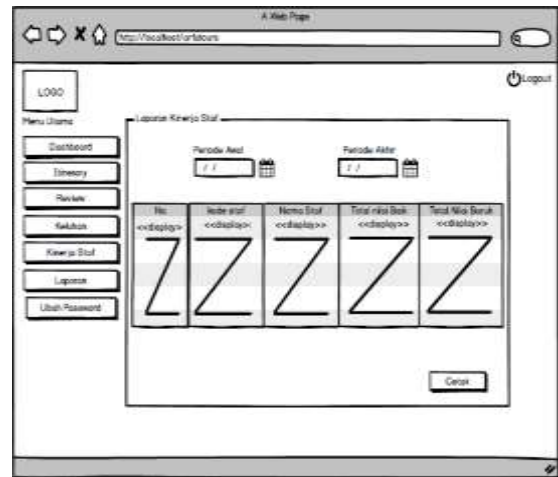 A Web Page
http://localhost/arfatours
LOGO
Logout
Menu Utama
Laporan Kinerja Staf
Dashboard
Itinerary
Review
Keluhan
Kinerja Staf
Laporan
Ubah Password
Periode Awal
Periode Akhir
/ /
/ /
No
kode staf
Nama Staf
Total nilai Baik
Total Nilai Buruk
<<display>>
<<display>>
<<display>>
<<display>>
<<display>>
Cetak